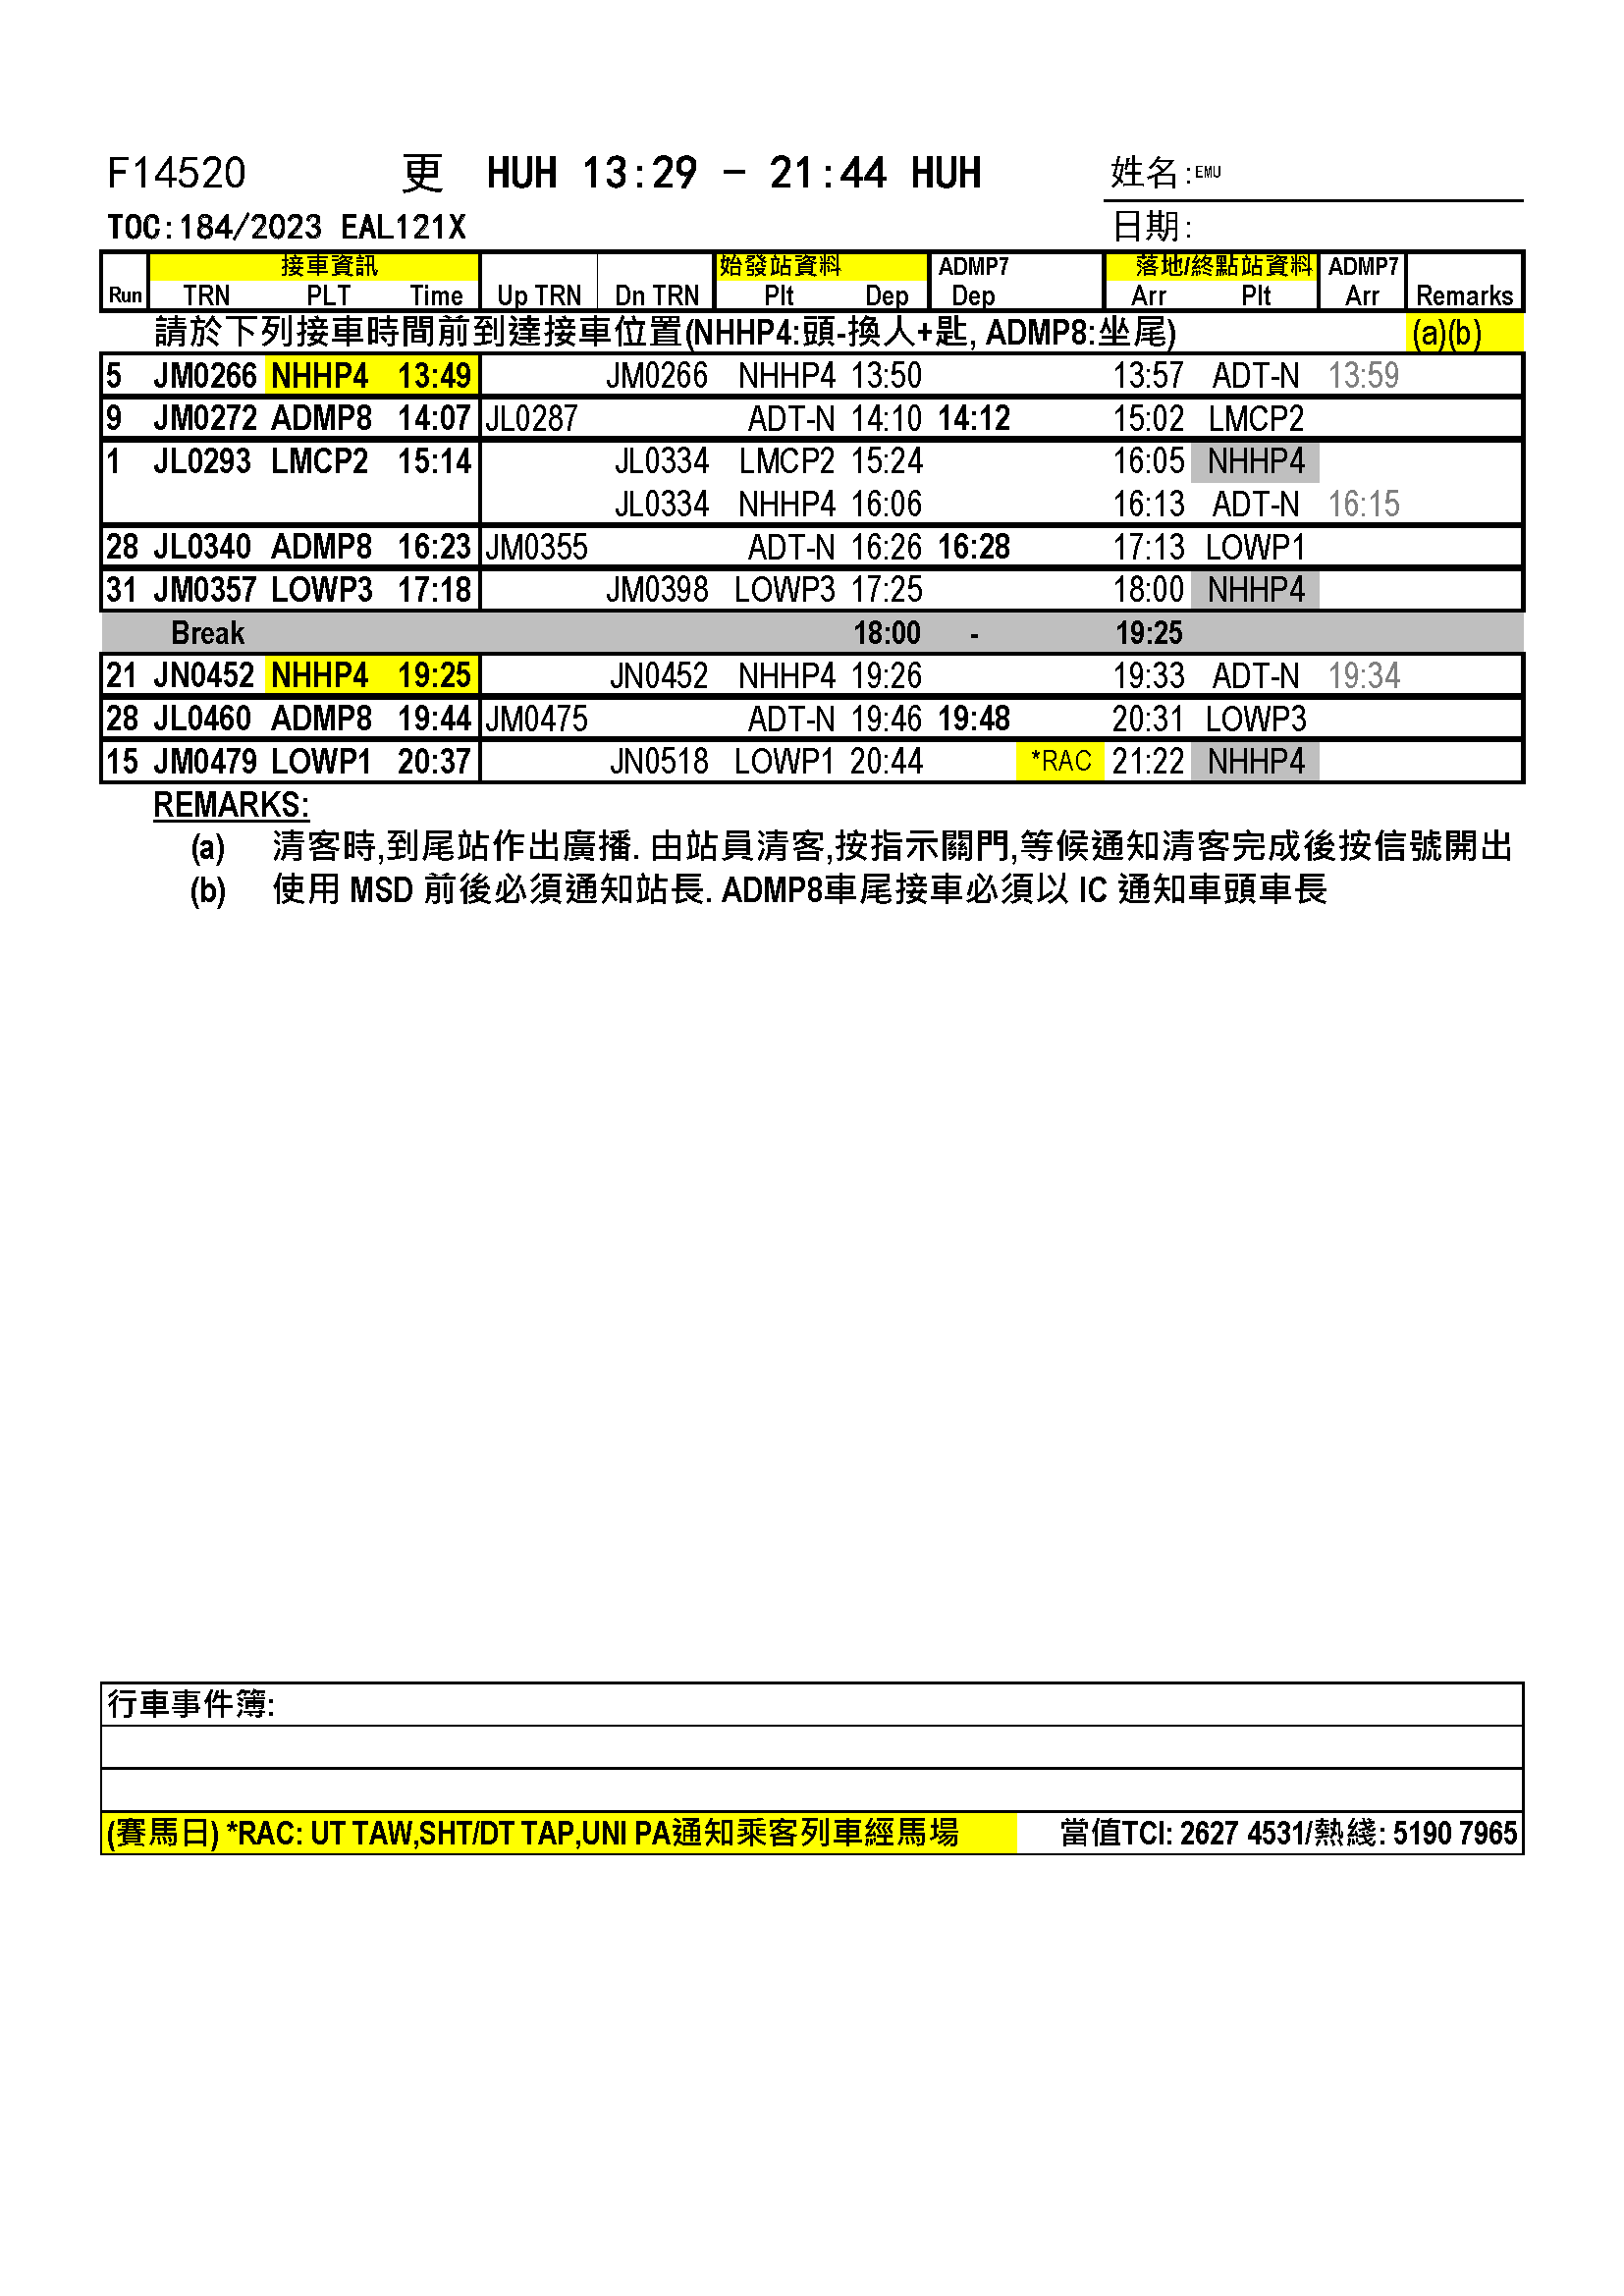 F14520 更 HUH 13:29 - 21:44 HUH 姓名:EMU
TOC:184/2023 EAL121X 日期:
接車資訊 始發站資料 ADMP7 落地/終點站資料 ADMP7
Run TRN PLT Time Up TRN Dn TRN Plt Dep Dep Arr Plt Arr Remarks
請於下列接車時間前到達接車位置(NHHP4:頭-換人+匙, ADMP8:坐尾) (a)(b)
5 JM0266 NHHP4 13:49 JM0266 NHHP4 13:50 13:57 ADT-N 13:59
9 JM0272 ADMP8 14:07 JL0287 ADT-N 14:10 14:12 15:02 LMCP2
1 JL0293 LMCP2 15:14 JL0334 LMCP2 15:24 16:05 NHHP4
JL0334 NHHP4 16:06 16:13 ADT-N 16:15
28 JL0340 ADMP8 16:23 JM0355 ADT-N 16:26 16:28 17:13 LOWP1
31 JM0357 LOWP3 17:18 JM0398 LOWP3 17:25 18:00 NHHP4
Break 18:00 - 19:25
21 JN0452 NHHP4 19:25 JN0452 NHHP4 19:26 19:33 ADT-N 19:34
28 JL0460 ADMP8 19:44 JM0475 ADT-N 19:46 19:48 20:31 LOWP3
15 JM0479 LOWP1 20:37 JN0518 LOWP1 20:44 *RAC 21:22 NHHP4
REMARKS:
(a) 清客時,到尾站作出廣播. 由站員清客,按指示關門,等候通知清客完成後按信號開出
(b) 使用 MSD 前後必須通知站長. ADMP8車尾接車必須以 IC 通知車頭車長
行車事件簿:
(賽馬日) *RAC: UT TAW,SHT/DT TAP,UNI PA通知乘客列車經馬場 當值TCI: 2627 4531/熱綫: 5190 7965